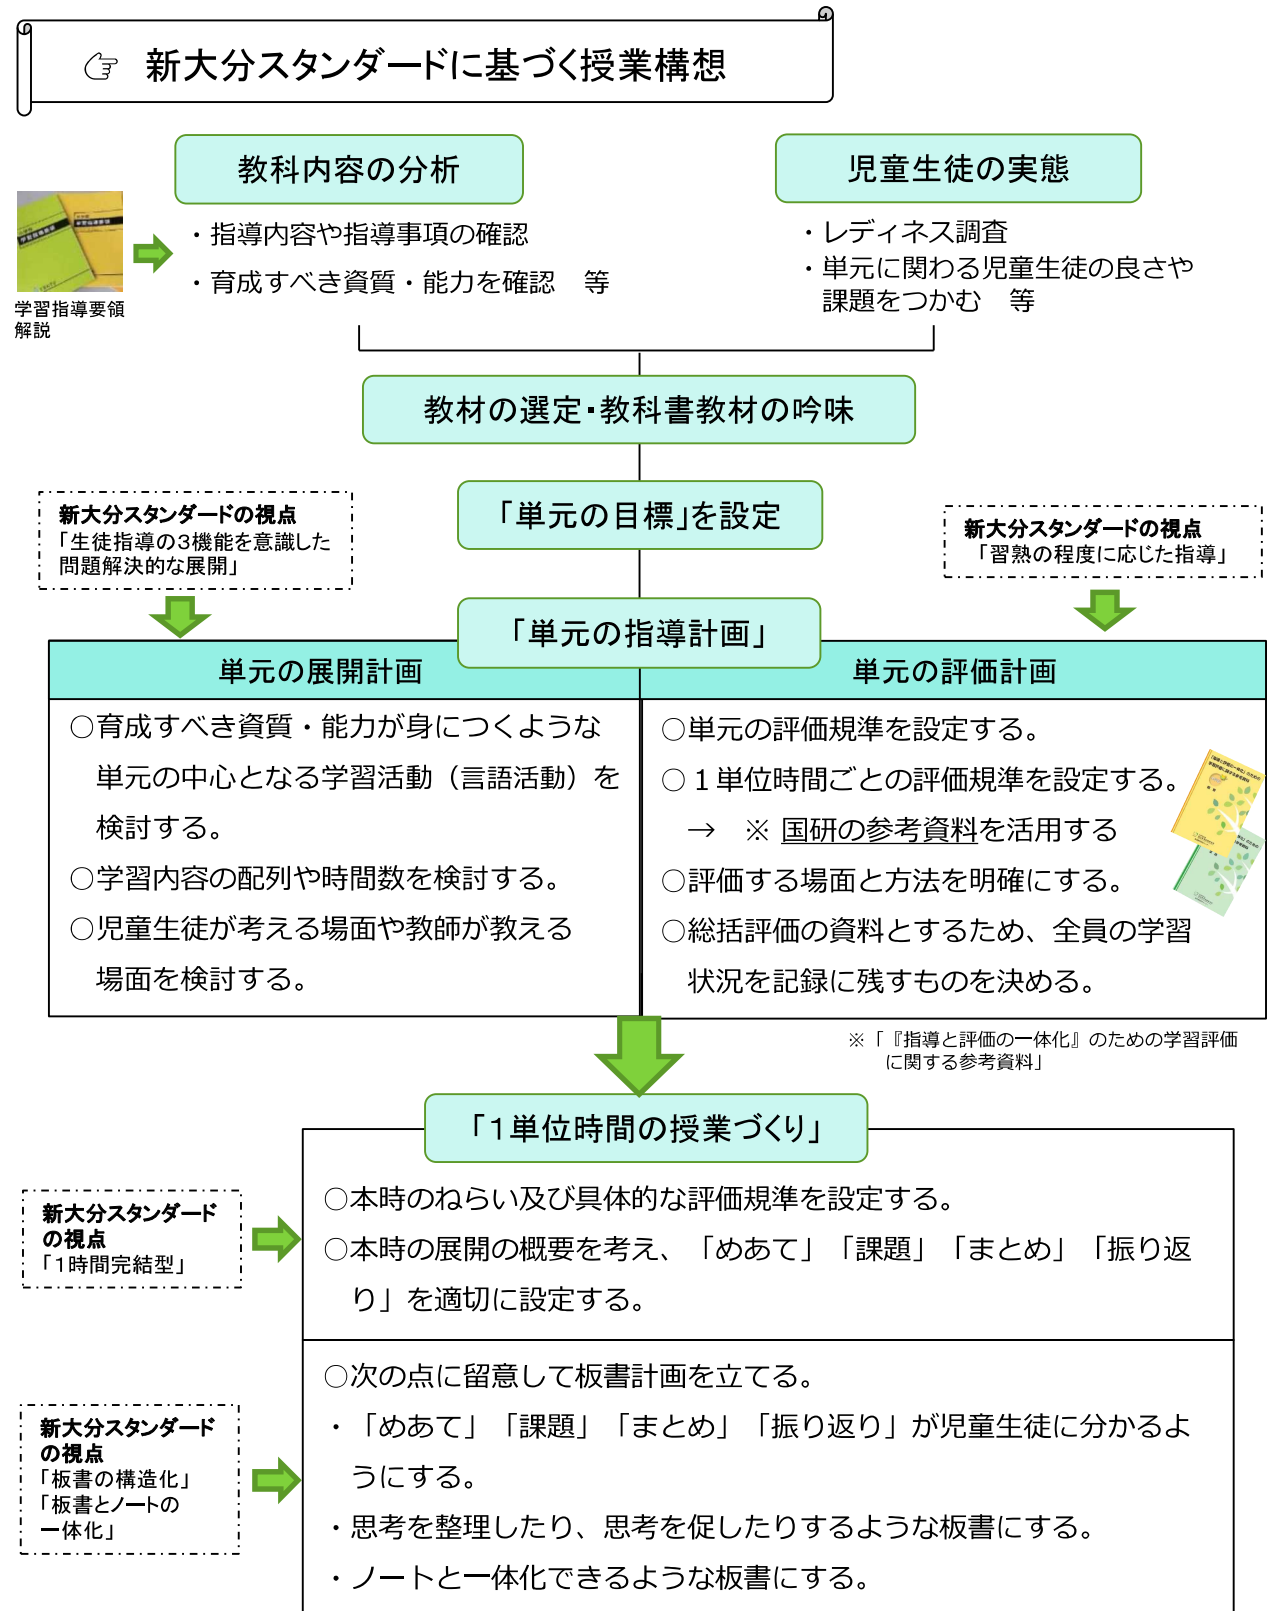 ☞ 新大分スタンダードに基づく授業構想
教科内容の分析
児童生徒の実態
学習指導要領
解説
・指導内容や指導事項の確認
・育成すべき資質・能力を確認　等
・レディネス調査
・単元に関わる児童生徒の良さや
課題をつかむ　等
教材の選定・教科書教材の吟味
「単元の目標」を設定
新大分スタンダードの視点
「生徒指導の３機能を意識した
問題解決的な展開」
新大分スタンダードの視点
「習熟の程度に応じた指導」
「単元の指導計画」
単元の展開計画
○育成すべき資質・能力が身につくような
単元の中心となる学習活動（言語活動）を
検討する。
○学習内容の配列や時間数を検討する。
○児童生徒が考える場面や教師が教える
場面を検討する。
単元の評価計画
○単元の評価規準を設定する。
○１単位時間ごとの評価規準を設定する。
→　※ 国研の参考資料を活用する
○評価する場面と方法を明確にする。
○総括評価の資料とするため、全員の学習
状況を記録に残すものを決める。
※「『指導と評価の一体化』のための学習評価
に関する参考資料」
「１単位時間の授業づくり」
新大分スタンダード
の視点
「１時間完結型」
○本時のねらい及び具体的な評価規準を設定する。
○本時の展開の概要を考え、「めあて」「課題」「まとめ」「振り返
り」を適切に設定する。
新大分スタンダード
の視点
「板書の構造化」
「板書とノートの
一体化」
○次の点に留意して板書計画を立てる。
・「めあて」「課題」「まとめ」「振り返り」が児童生徒に分かるよ
うにする。
・思考を整理したり、思考を促したりするような板書にする。
・ノートと一体化できるような板書にする。